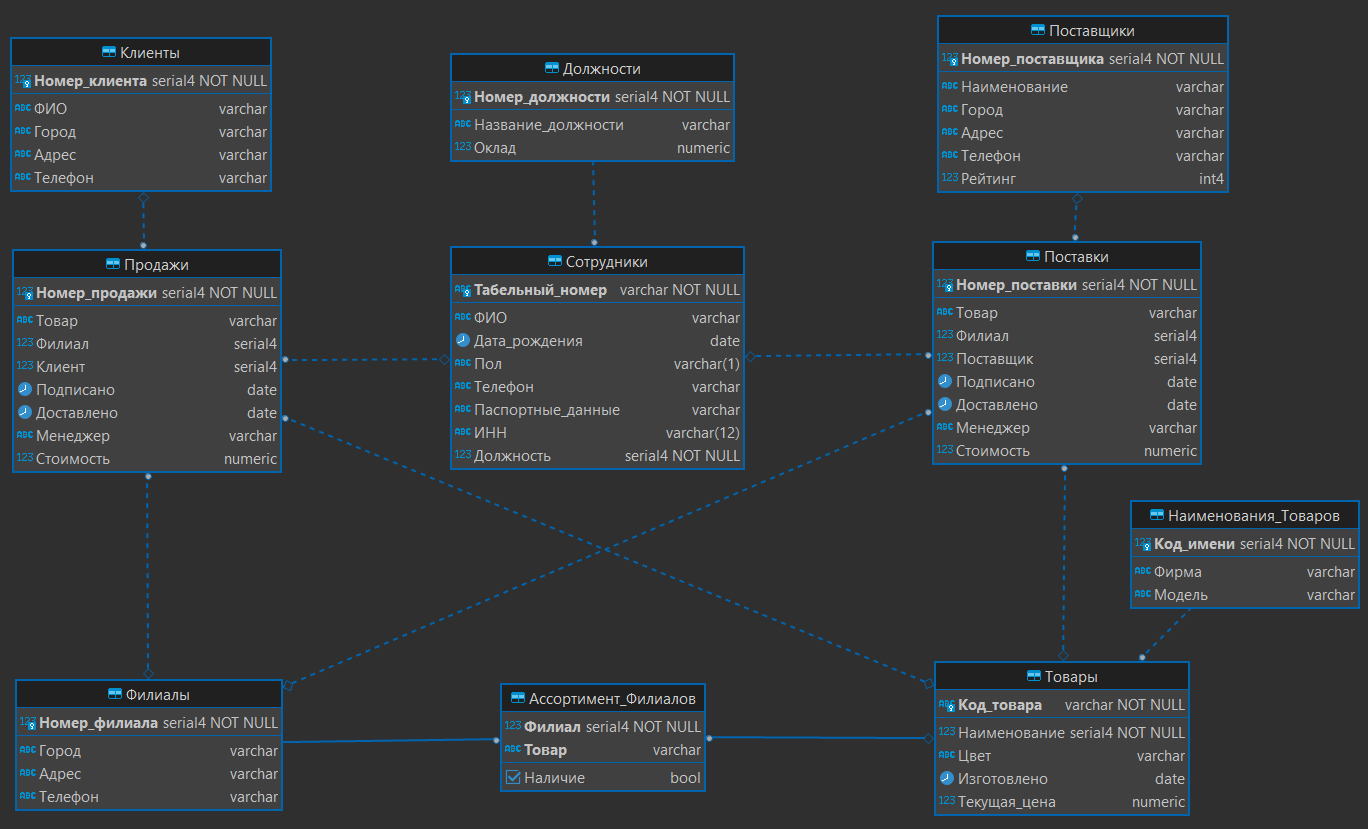 Клиенты
Номер_клиента serial4 NOT NULL
ФИО varchar
Город varchar
Адрес varchar
Телефон varchar
Должности
Номер_должности serial4 NOT NULL
Название_должности varchar
Оклад numeric
Поставщики
Номер_поставщика serial4 NOT NULL
Наименование varchar
Город varchar
Адрес varchar
Телефон varchar
Рейтинг int4
Продажи
Номер_продажи serial4 NOT NULL
Товар varchar
Филиал serial4
Клиент serial4
Подписано date
Доставлено date
Менеджер varchar
Стоимость numeric
Сотрудники
Табельный_номер varchar NOT NULL
ФИО varchar
Дата_рождения date
Пол varchar(1)
Телефон varchar
Паспортные_данные varchar
ИНН varchar(12)
Должность serial4 NOT NULL
Поставки
Номер_поставки serial4 NOT NULL
Товар varchar
Филиал serial4
Поставщик serial4
Подписано date
Доставлено date
Менеджер varchar
Стоимость numeric
Наименования_Товаров
Код_имени serial4 NOT NULL
Фирма varchar
Модель varchar
Филиалы
Номер_филиала serial4 NOT NULL
Город varchar
Адрес varchar
Телефон varchar
Ассортимент_Филиалов
Филиал serial4 NOT NULL
Товар varchar
Наличие bool
Товары
Код_товара varchar NOT NULL
Наименование serial4 NOT NULL
Цвет varchar
Изготовлено date
Текущая_цена numeric